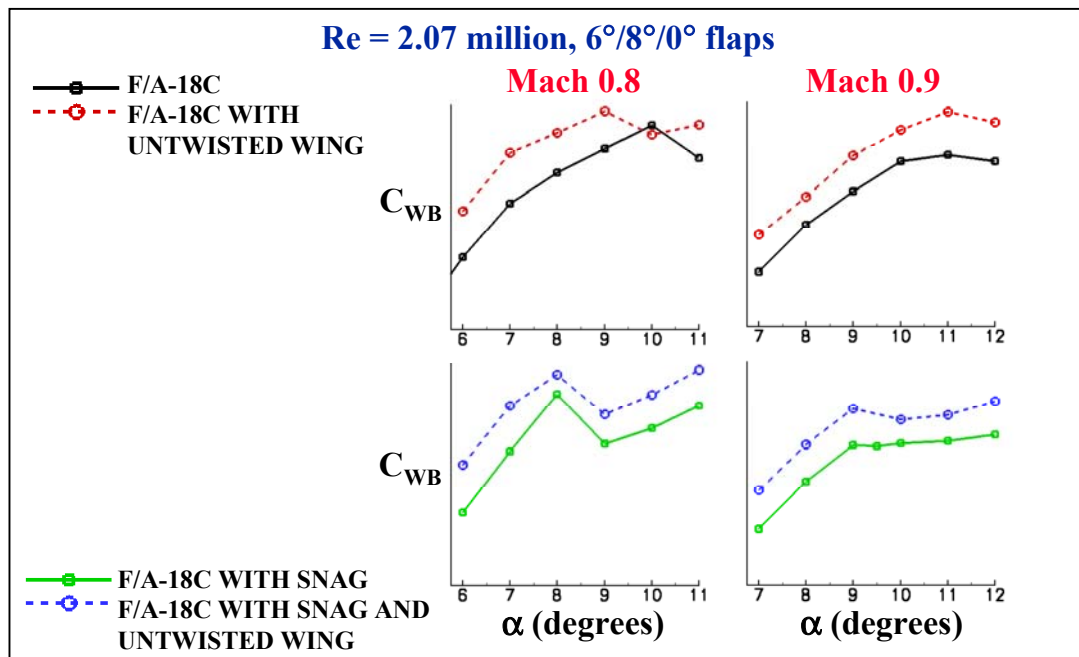 Re = 2.07 million, 6°/8°/0° flaps
F/A-18C
F/A-18C WITH
UNTWISTED WING
Mach 0.8
Mach 0.9
C_WB
6 7 8 9 10 11
7 8 9 10 11 12
C_WB
6 7 8 9 10 11
7 8 9 10 11 12
F/A-18C WITH SNAG
F/A-18C WITH SNAG AND
UNTWISTED WING
α (degrees)
α (degrees)